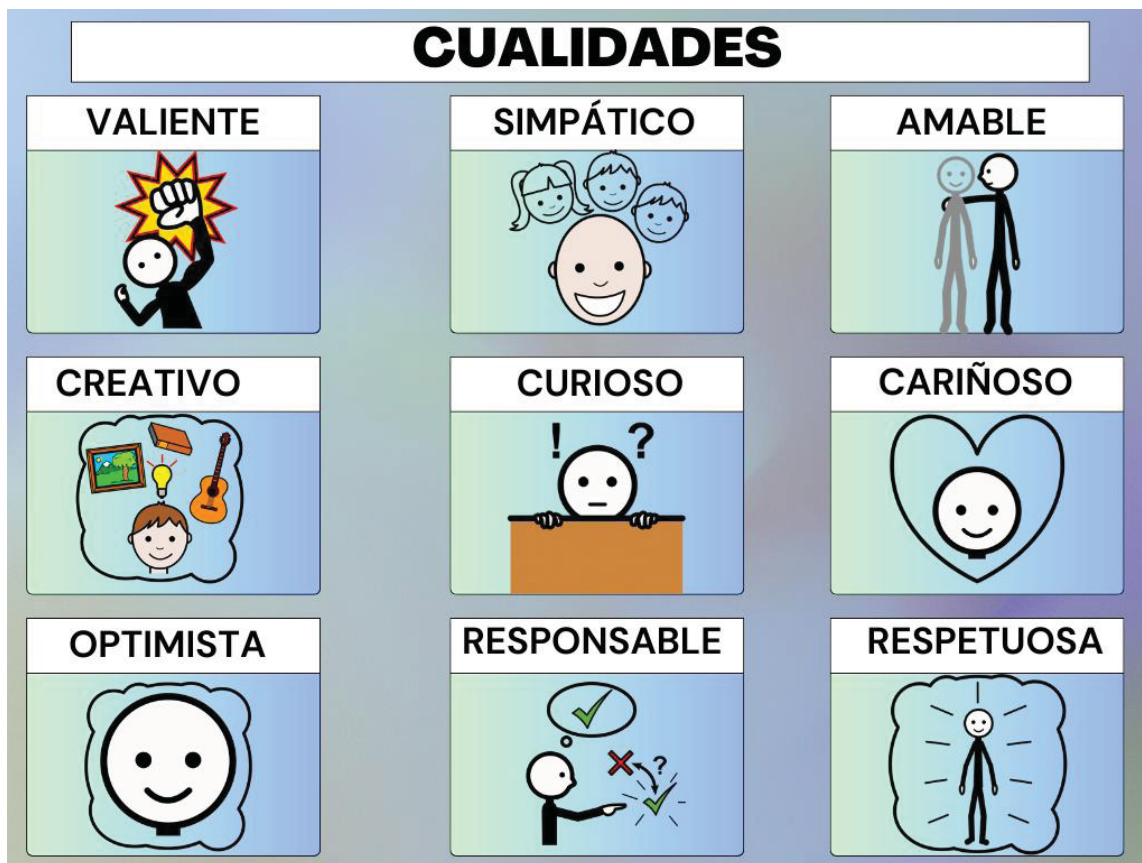 CUALIDADES
VALIENTE
SIMPÁTICO
AMABLE
CREATIVO
CURIOSO
! ?
CARIÑOSO
OPTIMISTA
RESPONSABLE
?
RESPETUOSA